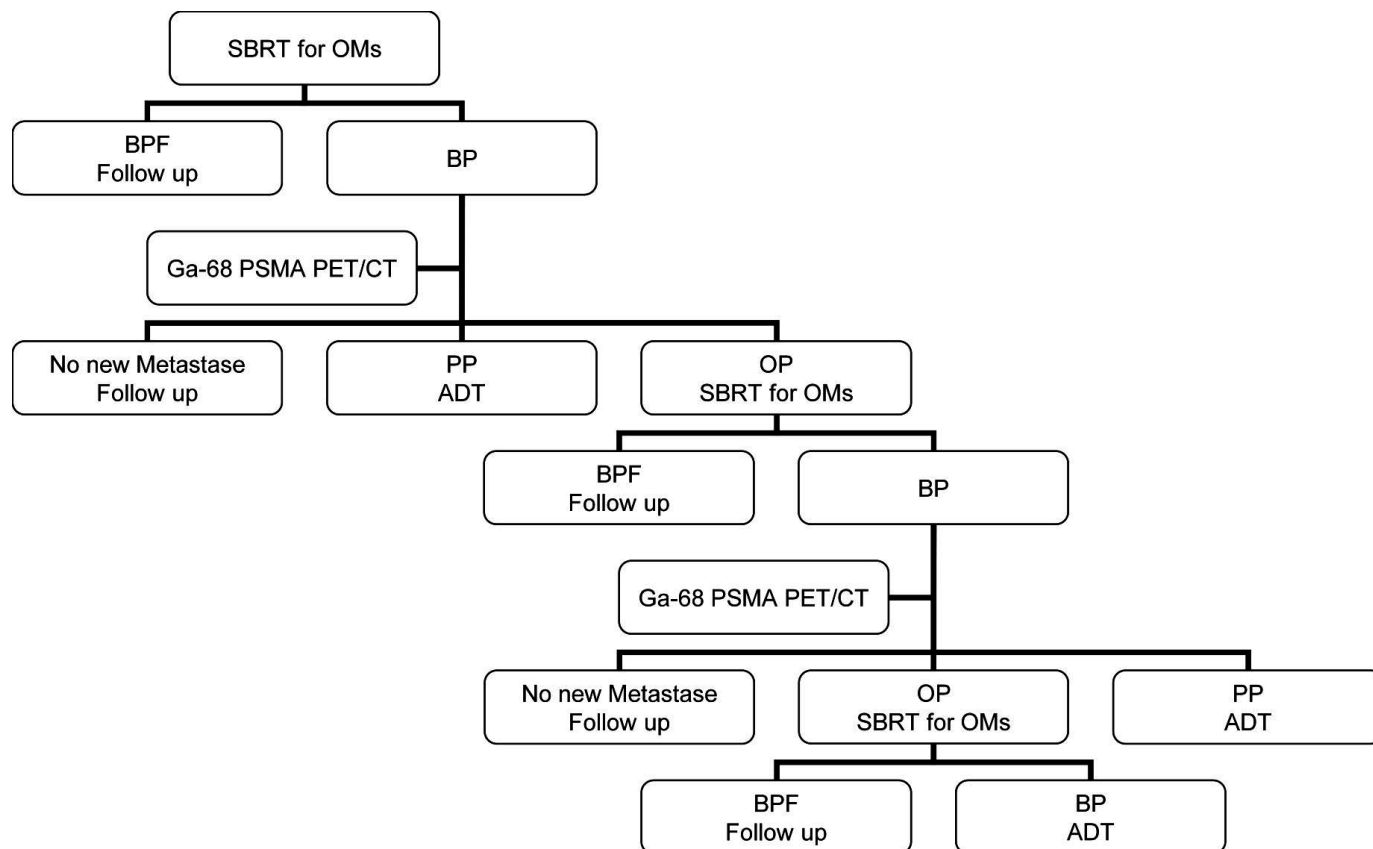 SBRT for OMs
BPF
Follow up
BP
Ga-68 PSMA PET/CT
No new Metastase
Follow up
PP
ADT
OP
SBRT for OMs
BPF
Follow up
BP
Ga-68 PSMA PET/CT
No new Metastase
Follow up
OP
SBRT for OMs
PP
ADT
BPF
Follow up
BP
ADT